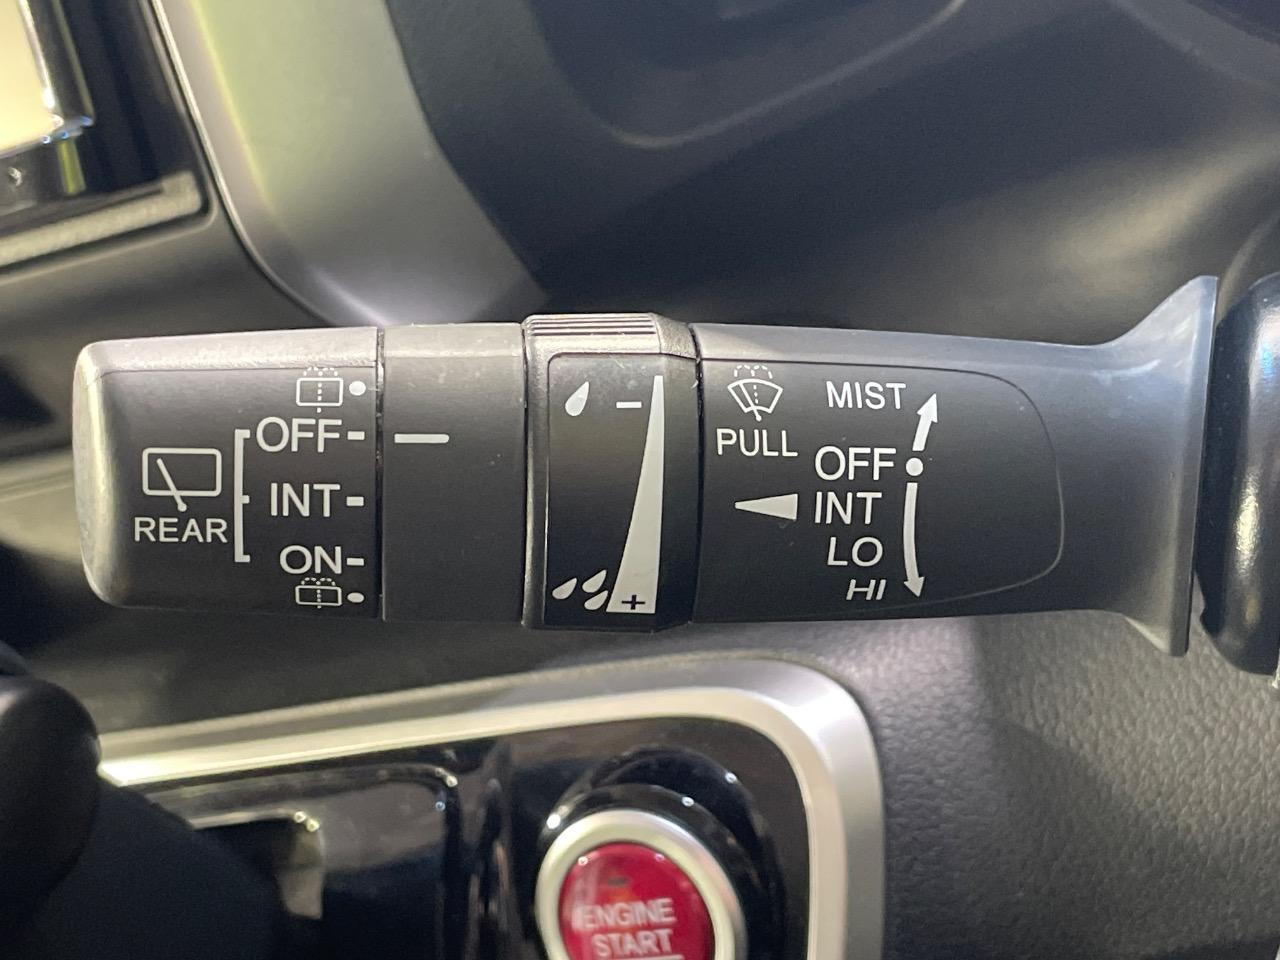 REAR
OFF
INT
ON
−
+
PULL
MIST
OFF
INT
LO
HI
ENGINE
START